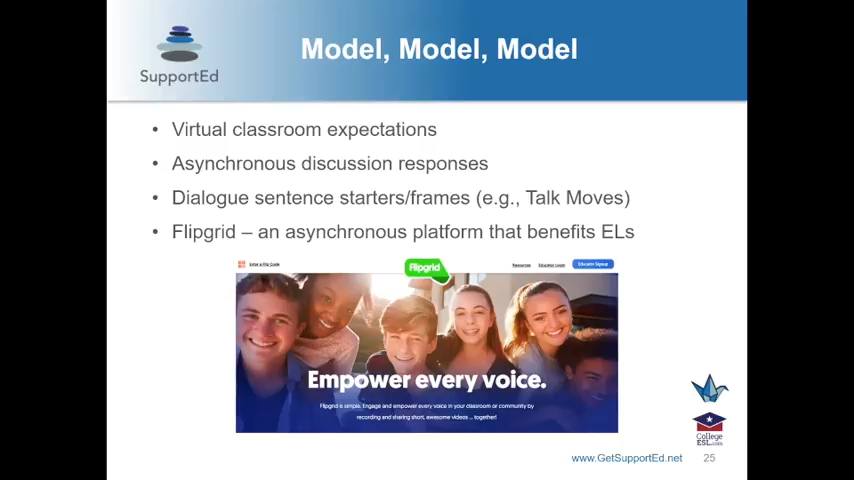 SupportEd
Model, Model, Model
• Virtual classroom expectations
• Asynchronous discussion responses
• Dialogue sentence starters/frames (e.g., Talk Moves)
• Flipgrid – an asynchronous platform that benefits ELs
Enter a Flip Code
Flipgrid
Resources
Educator Login
Educator Signup
Empower every voice.
Flipgrid is simple. Engage and empower every voice in your classroom or community by
recording and sharing short, awesome videos ... together!
College
ESL.com
www.GetSupportEd.net
25